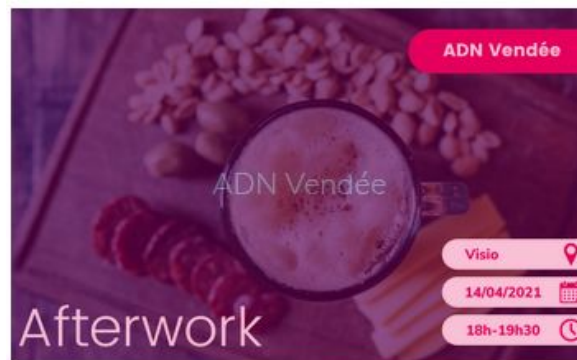 ADN Vendée
ADN Vendée
Visio
14/04/2021
18h-19h30
Afterwork